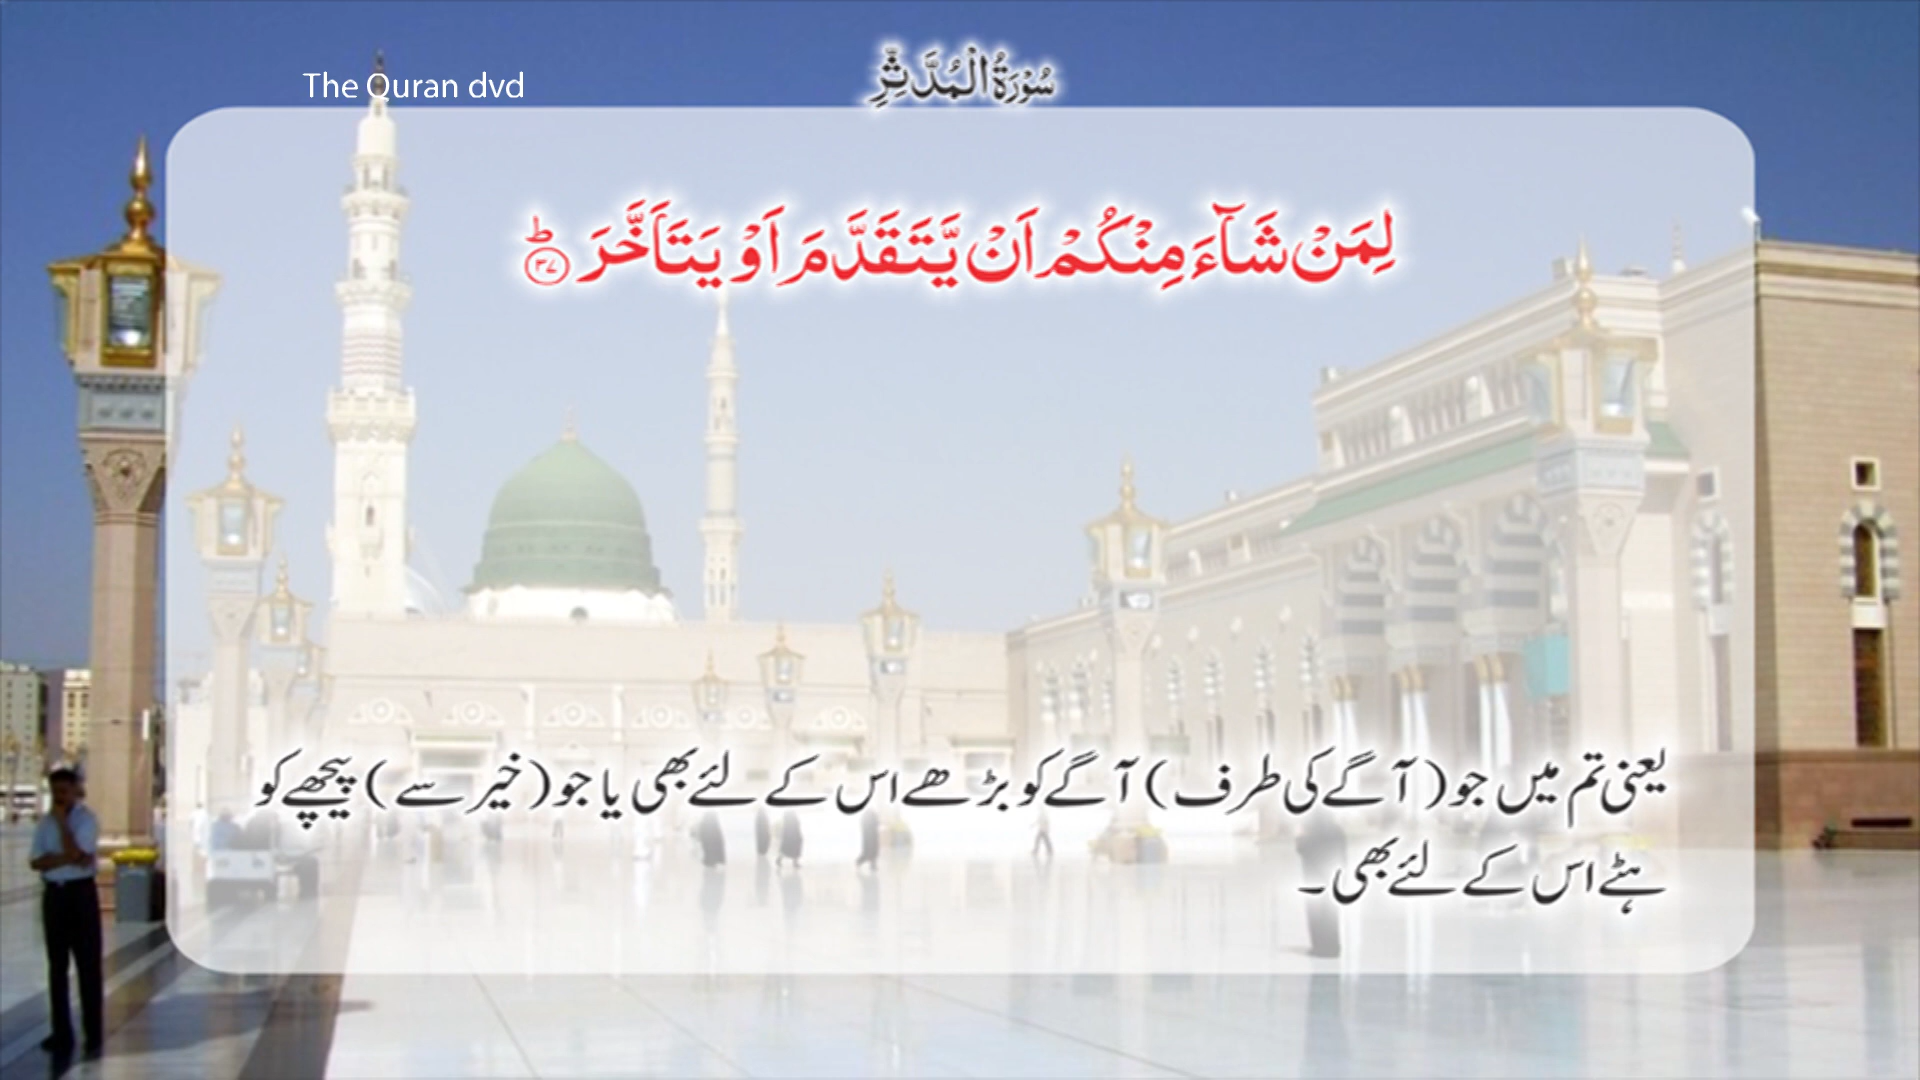 The Quran dvd
سُوْرَةُ الْمُدَّثِّرِ
لِمَنْ شَآءَ مِنْكُمْ اَنْ يَّتَقَدَّمَ اَوْ يَتَاَخَّرَ ؕ ۳۷
یعنی تم میں جو (آگے کی طرف) آگے کو بڑھے اس کے لئے بھی یا جو (خیر سے) پیچھے کو
ہٹے اس کے لئے بھی۔